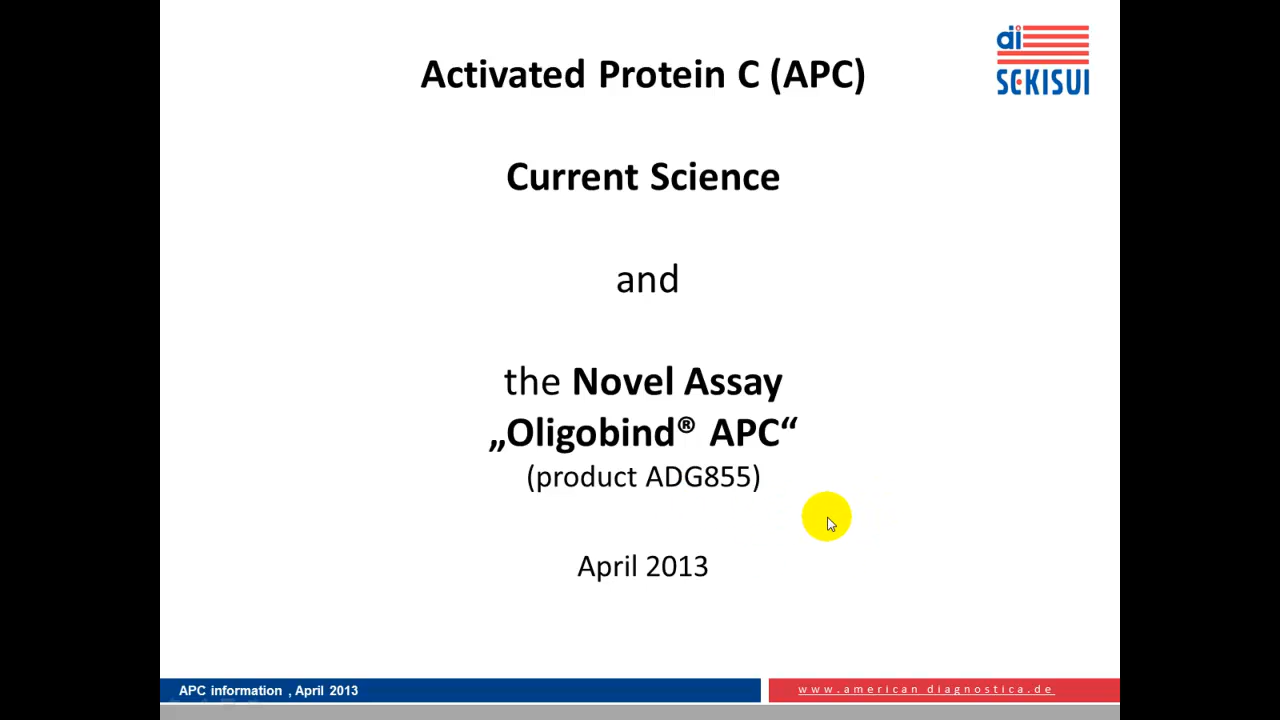 Activated Protein C (APC)
ai
SEKISUI
Current Science
and
the Novel Assay
„Oligobind® APC“
(product ADG855)
April 2013
APC information , April 2013
www.american diagnostica.de